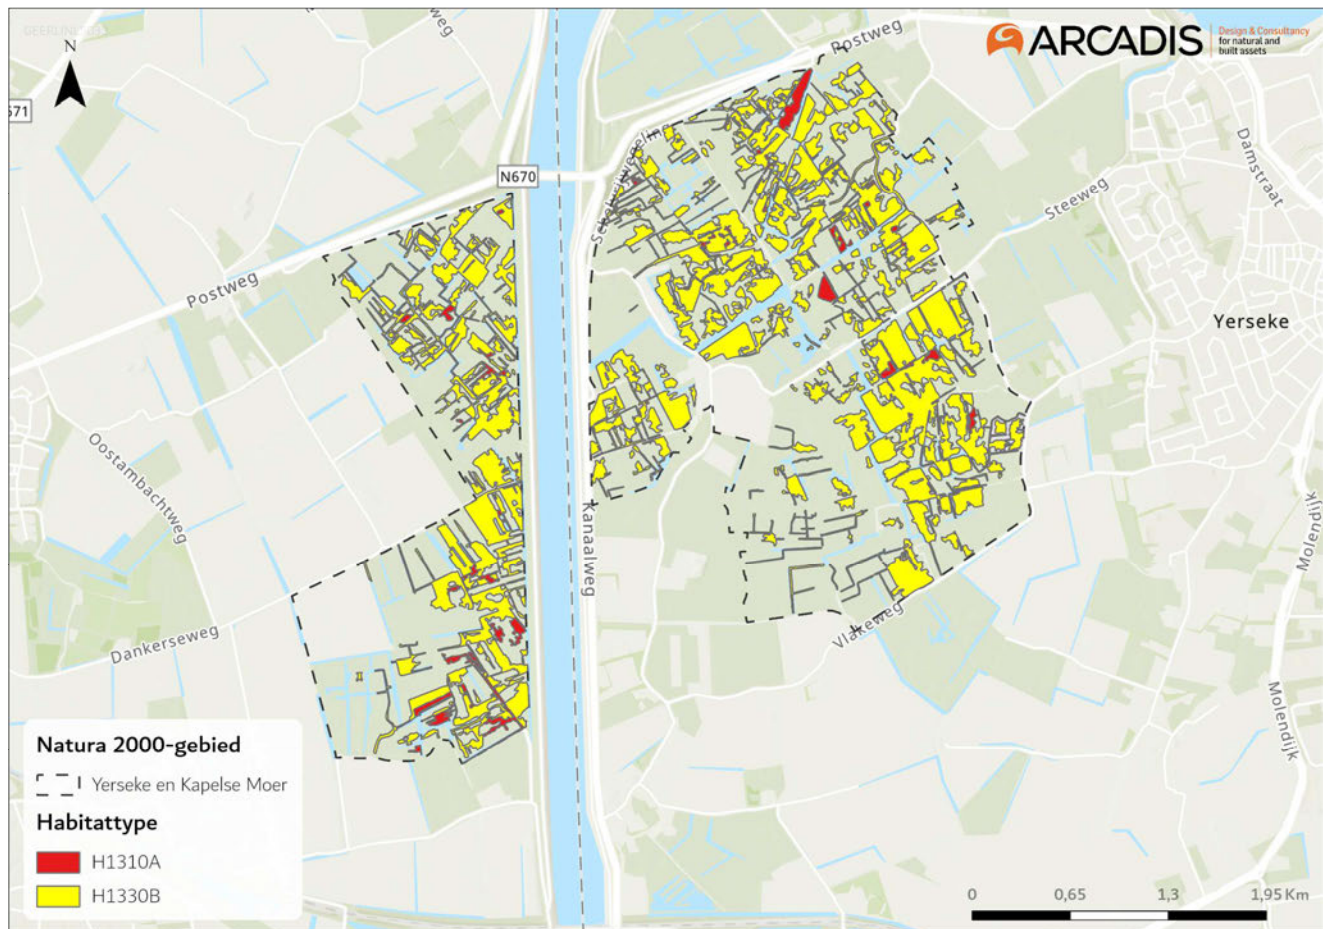 N
ARCADIS
Design & Consultancy
for natural and
built assets
Postweg
671
N670
Schoorwegeling
Damstraat
Steeweg
Postweg
Yerseke
Oostambachtweg
Kanaalweg
Molendijk
Dankerseweg
Vlakeweg
Molendijk
Natura 2000-gebied
Yerseke en Kapelse Moer
Habitattype
H1310A
H1330B
0
0,65
1,3
1,95 Km